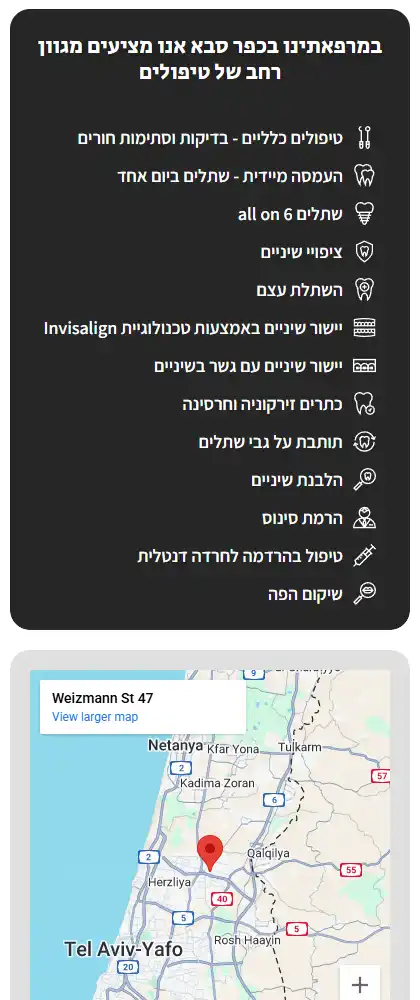 במרפאתינו בכפר סבא אנו מציעים מגוון
רחב של טיפולים
טיפולים כלליים - בדיקות וסתימות חורים
העמסה מיידית - שתלים ביום אחד
שתלים all on 6
ציפויי שיניים
השתלת עצם
יישור שיניים באמצעות טכנולוגיית Invisalign
יישור שיניים עם גשר בשיניים
כתרים זירקוניה וחרסינה
תותבת על גבי שתלים
הלבנת שיניים
הרמת סינוס
טיפול בהרדמה לחרדה דנטלית
שיקום הפה
9
Weizmann St 47
View larger map
Netanya
Kfar Yona
Tulkarm
2
57
Kadima Zoran
6
2
Qalqilya
55
Herzliya
40
5
5
Rosh Haayin
Tel Aviv-Yafo
20